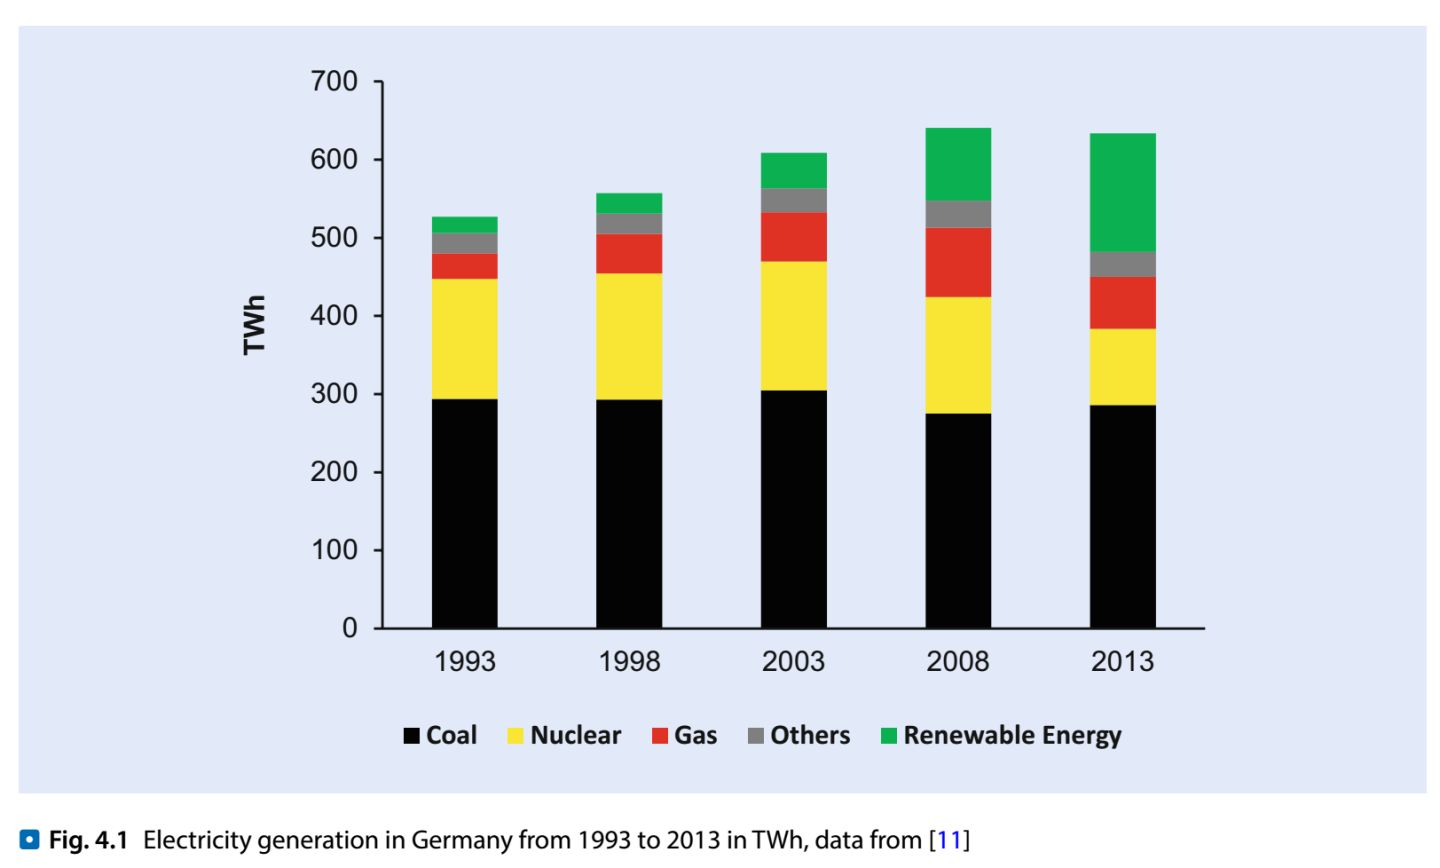 700
600
500
400
300
200
100
0
TWh
1993 1998 2003 2008 2013
Coal Nuclear Gas Others Renewable Energy
Fig. 4.1 Electricity generation in Germany from 1993 to 2013 in TWh, data from [11]